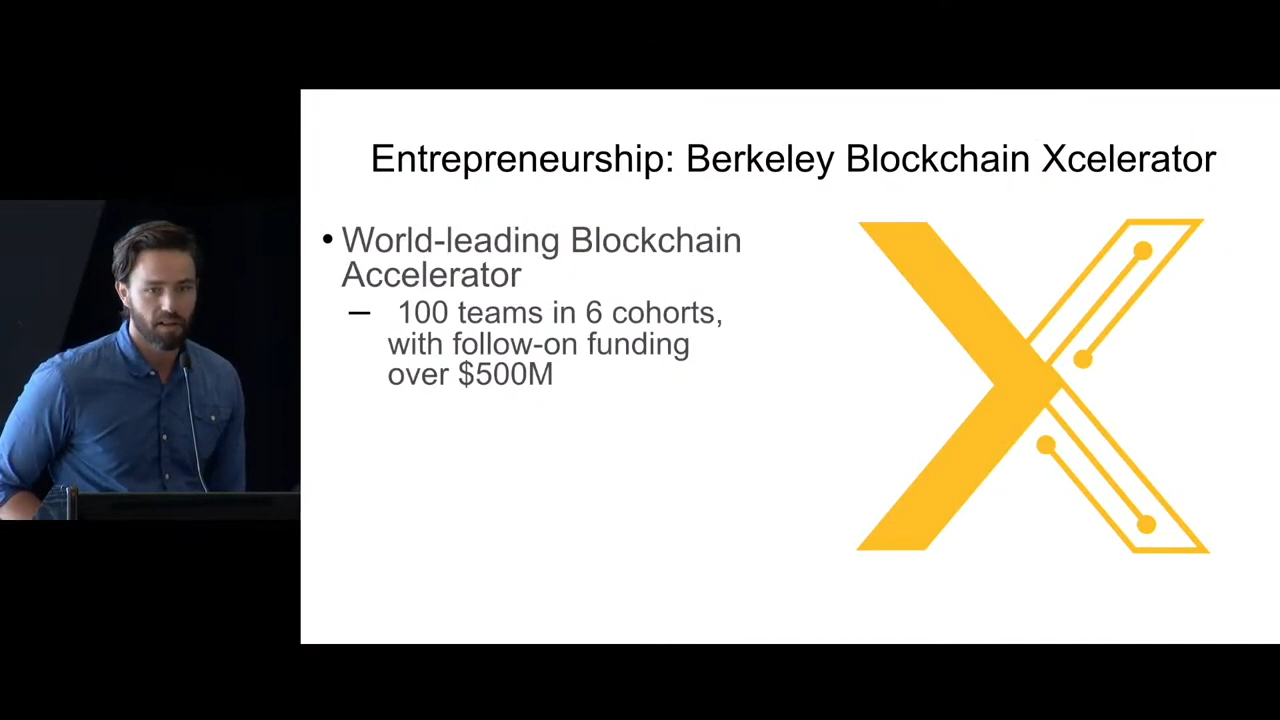 Entrepreneurship: Berkeley Blockchain Xcelerator
• World-leading Blockchain
Accelerator
– 100 teams in 6 cohorts,
with follow-on funding
over $500M